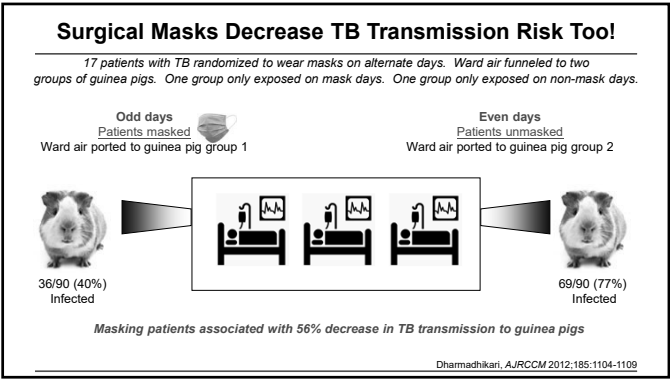 Surgical Masks Decrease TB Transmission Risk Too!
17 patients with TB randomized to wear masks on alternate days. Ward air funneled to two
groups of guinea pigs. One group only exposed on mask days. One group only exposed on non-mask days.
Odd days
Patients masked
Ward air ported to guinea pig group 1
Even days
Patients unmasked
Ward air ported to guinea pig group 2
36/90 (40%)
Infected
69/90 (77%)
Infected
Masking patients associated with 56% decrease in TB transmission to guinea pigs
Dharmadhikari, AJRCCM 2012;185:1104-1109